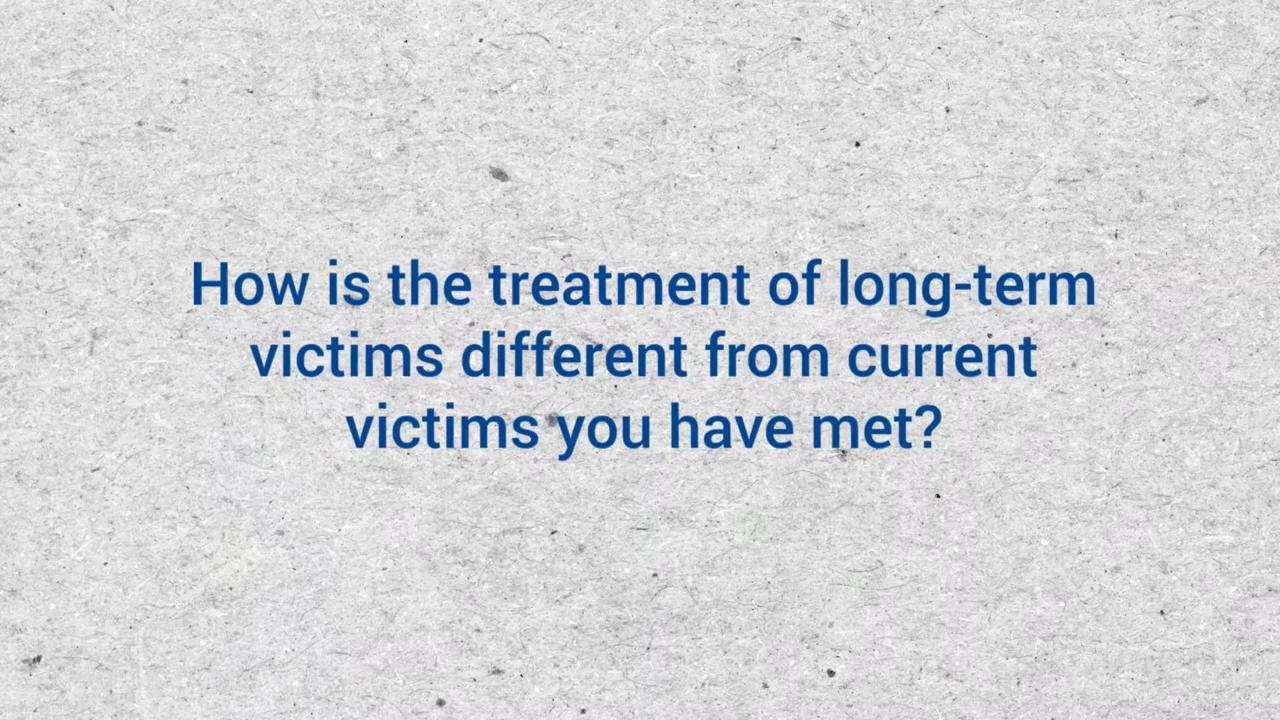 How is the treatment of long-term
victims different from current
victims you have met?